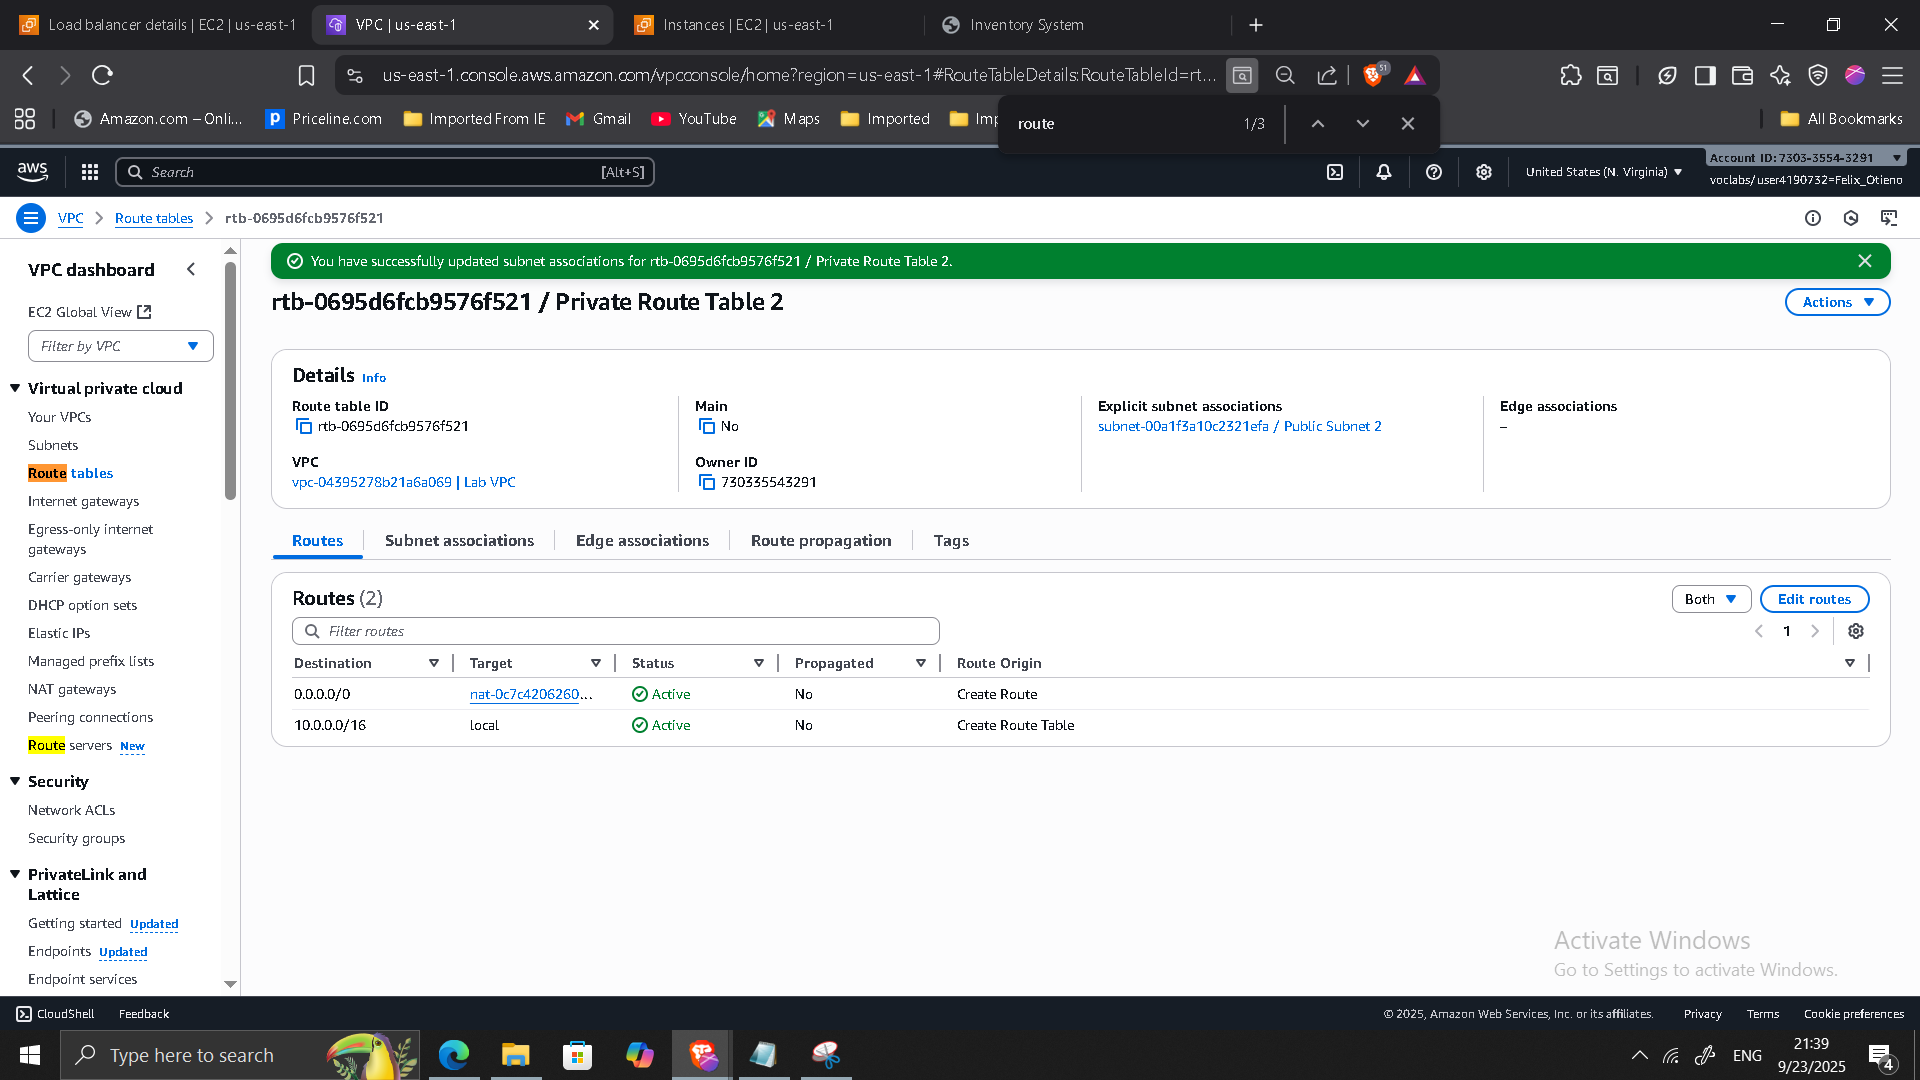 Load balancer details | EC2 | us-east-1
VPC | us-east-1
Instances | EC2 | us-east-1
Inventory System
us-east-1.console.aws.amazon.com/vpcconsole/home?region=us-east-1#RouteTableDetails:RouteTableId=rt...
51
Amazon.com – Onli...
Priceline.com
Imported From IE
Gmail
YouTube
Maps
Imported
Imp
All Bookmarks
route
1/3
aws
Search
[Alt+S]
United States (N. Virginia)
Account ID: 7303-3554-3291
voclabs/user4190732=Felix_Otieno
VPC
Route tables
rtb-0695d6fcb9576f521
VPC dashboard
EC2 Global View
Filter by VPC
Virtual private cloud
Your VPCs
Subnets
Route tables
Internet gateways
Egress-only internet
gateways
Carrier gateways
DHCP option sets
Elastic IPs
Managed prefix lists
NAT gateways
Peering connections
Route servers New
Security
Network ACLs
Security groups
PrivateLink and
Lattice
Getting started Updated
Endpoints Updated
Endpoint services
You have successfully updated subnet associations for rtb-0695d6fcb9576f521 / Private Route Table 2.
rtb-0695d6fcb9576f521 / Private Route Table 2
Actions
Details Info
Route table ID
rtb-0695d6fcb9576f521
Main
No
Explicit subnet associations
subnet-00a1f3a10c2321efa / Public Subnet 2
Edge associations
–
VPC
vpc-04395278b21a6a069 | Lab VPC
Owner ID
730335543291
Routes
Subnet associations
Edge associations
Route propagation
Tags
Routes (2)
Both
Edit routes
Filter routes
1
Destination Target Status Propagated Route Origin
0.0.0.0/0 nat-0c7c4206260... Active No Create Route
10.0.0.0/16 local Active No Create Route Table
Activate Windows
Go to Settings to activate Windows.
CloudShell
Feedback
© 2025, Amazon Web Services, Inc. or its affiliates.
Privacy
Terms
Cookie preferences
Type here to search
ENG
21:39
9/23/2025
4